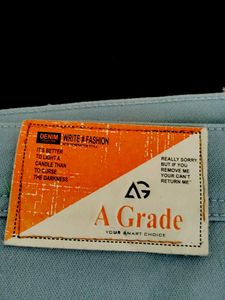 DENIM WRITE # FASHION
IT'S BETTER
TO LIGHT A
CANDLE THAN
TO CURSE
THE DARKNESS
REALLY SORRY
BUT IF YOU
REMOVE ME
YOUR CAN'T
RETURN ME"
AG
A Grade
YOUR SMART CHOICE